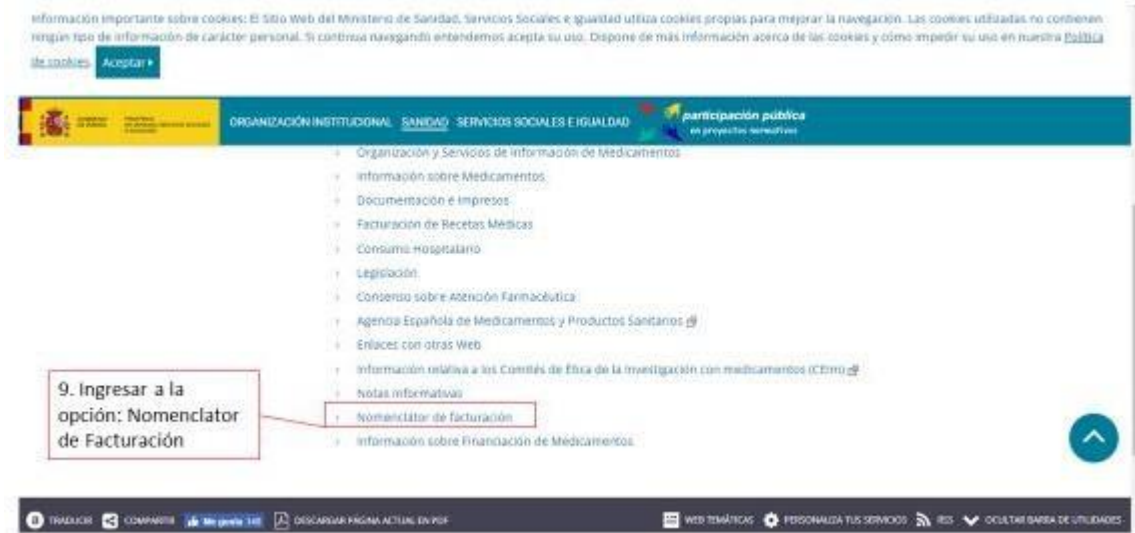 Información importante sobre cookies: El Sitio Web del Ministerio de Sanidad, Servicios Sociales e Igualdad utiliza cookies propias para mejorar la navegación. Las cookies utilizadas no contienen
ningún tipo de información de carácter personal. Si continua navegando entendemos acepta su uso. Dispone de más información acerca de las cookies y cómo impedir su uso en nuestra Política
de cookies. Aceptar
ORGANIZACIÓN INSTITUCIONAL SANIDAD SERVICIOS SOCIALES E IGUALDAD participación pública
en proyectos normativos
Organización y Servicios de Información de Medicamentos
Información sobre Medicamentos
Documentación e Impresos
Facturación de Recetas Médicas
Consumo Hospitalario
Legislación
Consenso sobre Atención Farmacéutica
Agencia Española de Medicamentos y Productos Sanitarios
Enlaces con otras Web
Información relativa a los Comités de Ética de la Investigación con medicamentos (CEIm)
Notas informativas
Nomenclátor de facturación
Información sobre Financiación de Medicamentos
9. Ingresar a la
opción: Nomenclator
de Facturación
TRADUCIR COMPARTIR Me gusta DESCARGAR PÁGINA ACTUAL EN PDF WEB TEMÁTICAS PERSONALIZA TUS SERVICIOS RSS OCULTAR BARRA DE UTILIDADES